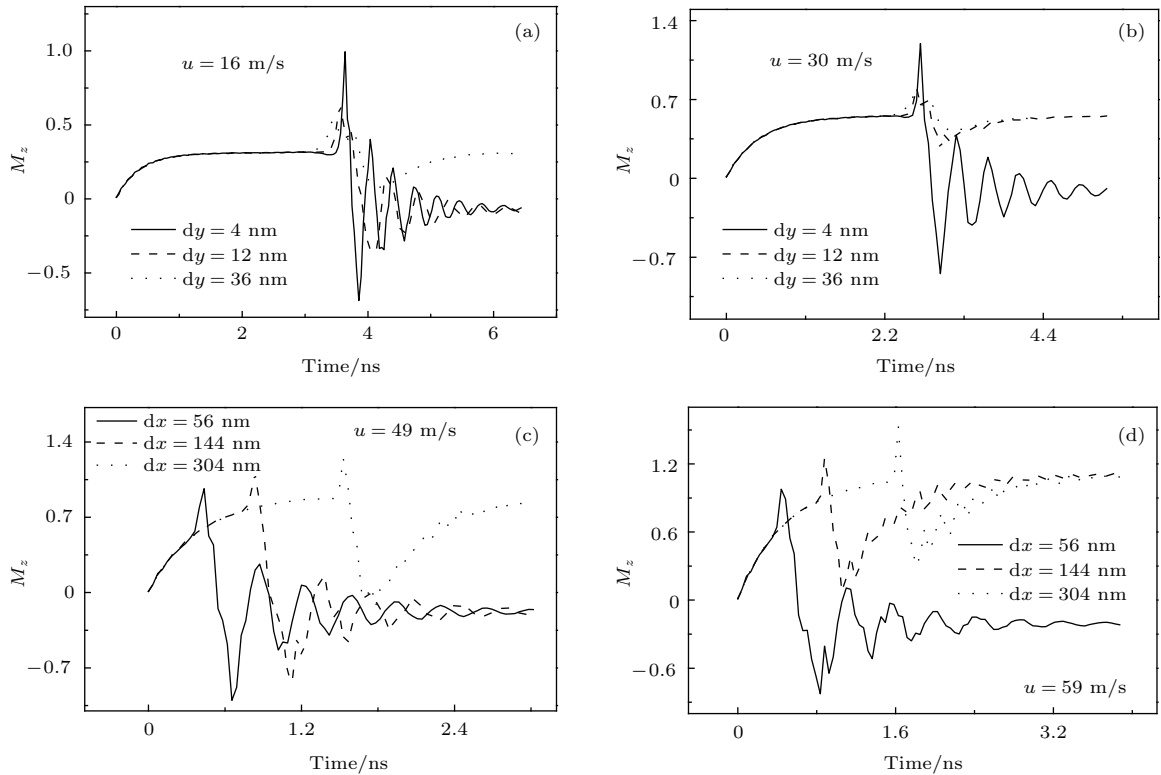 (a)
u = 16 m/s
1.0
0.5
0
−0.5
M_z
dy = 4 nm
dy = 12 nm
dy = 36 nm
0 2 4 6
Time/ns
(b)
u = 30 m/s
1.4
0.7
0
−0.7
M_z
dy = 4 nm
dy = 12 nm
dy = 36 nm
0 2.2 4.4
Time/ns
(c)
dx = 56 nm
dx = 144 nm
dx = 304 nm
u = 49 m/s
1.4
0.7
0
−0.7
M_z
0 1.2 2.4
Time/ns
(d)
1.2
0.6
0
−0.6
M_z
dx = 56 nm
dx = 144 nm
dx = 304 nm
u = 59 m/s
0 1.6 3.2
Time/ns